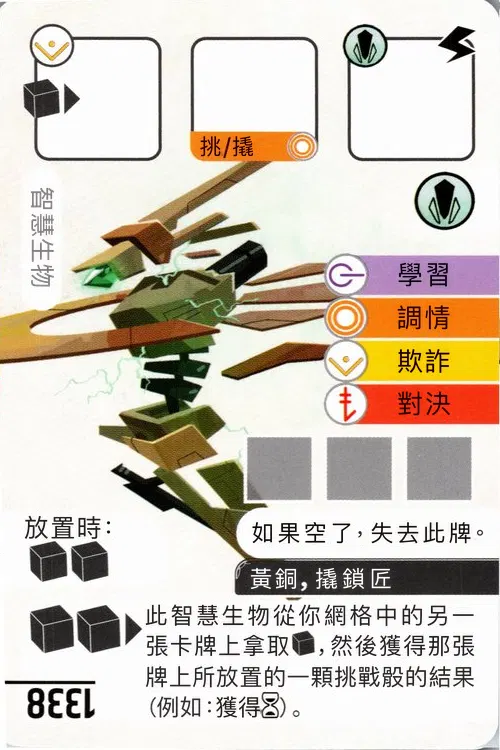 挑/撬
智慧生物
學習
調情
欺詐
對決
放置時：
如果空了，失去此牌。
黃銅，撬鎖匠
此智慧生物從你網格中的另一
張卡牌上拿取，然後獲得那張
牌上所放置的一顆挑戰骰的結果
(例如：獲得)。
1338